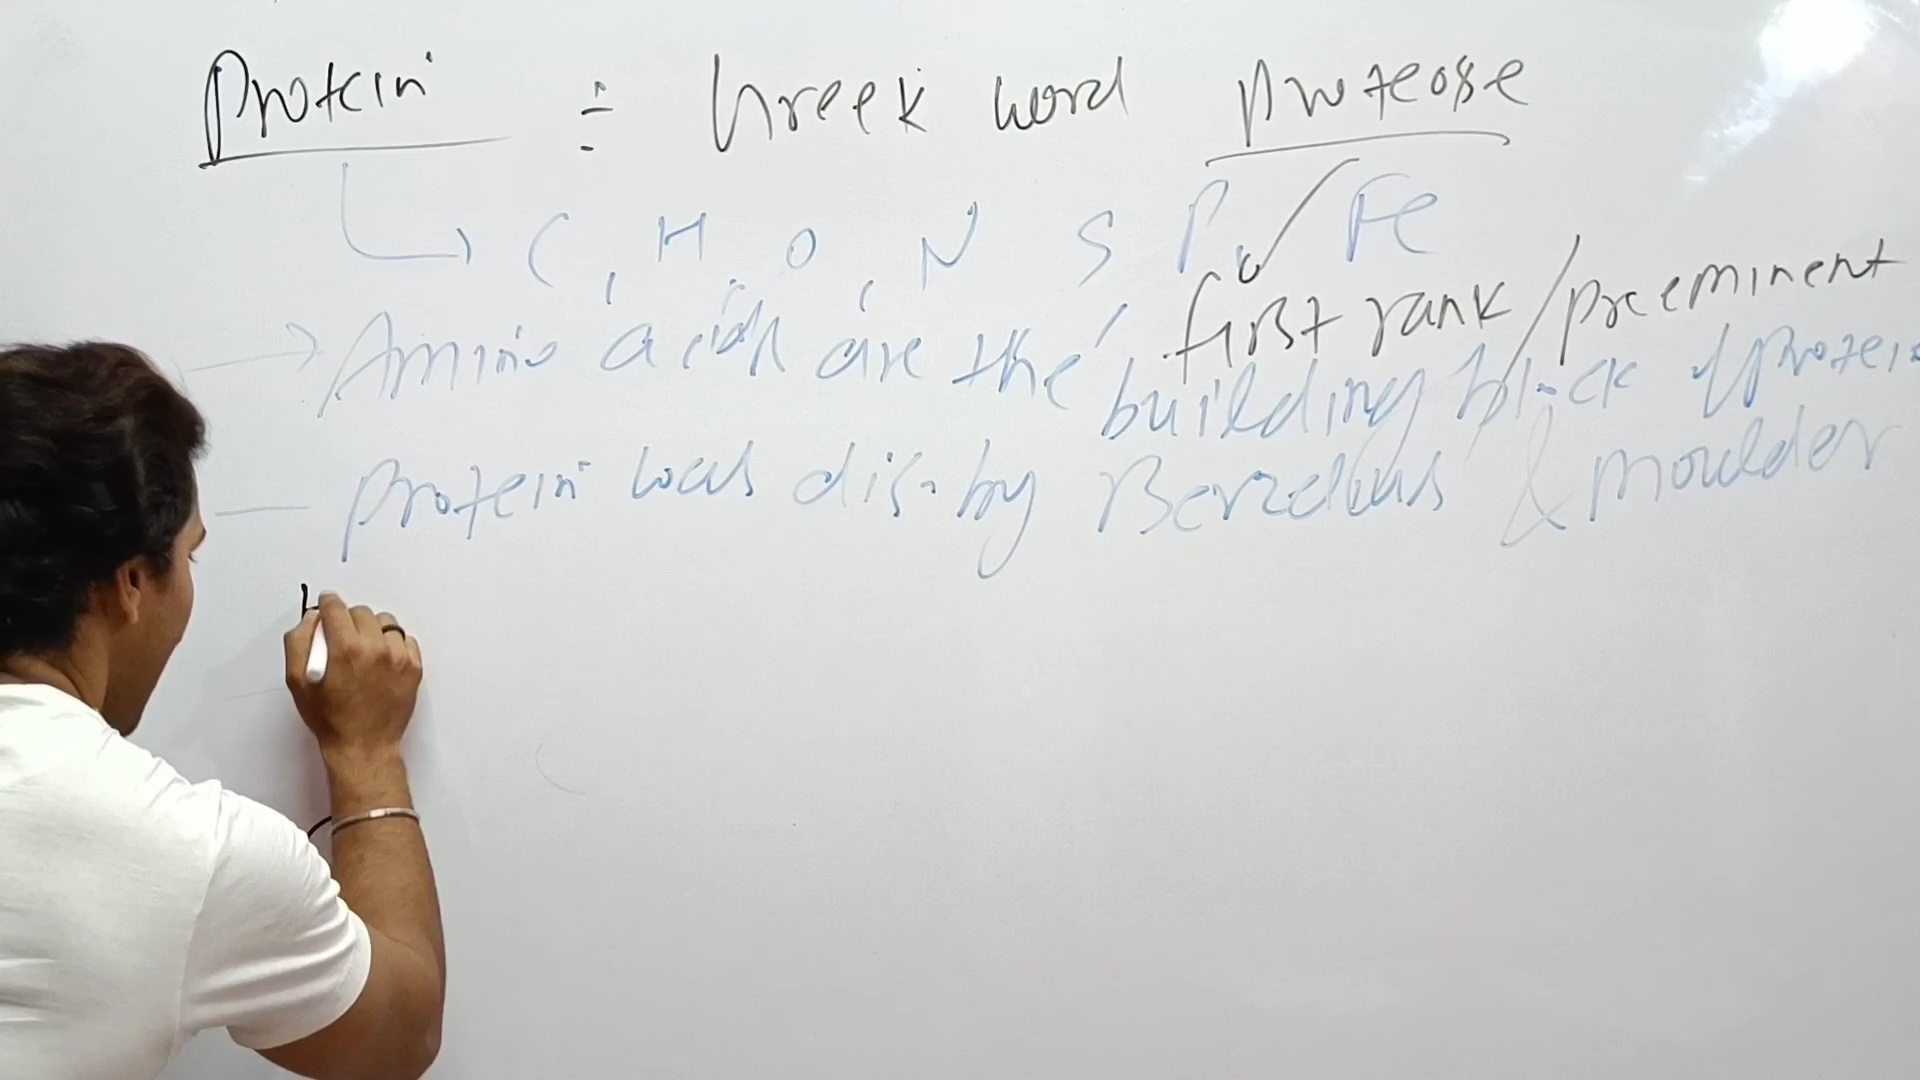 Protein ÷ Greek word proteose
C, H, O, N S P, Fe
first rank / preeminent
→ Amino acids are the building block of protein
— Protein was dis. by Berzelius & moulder